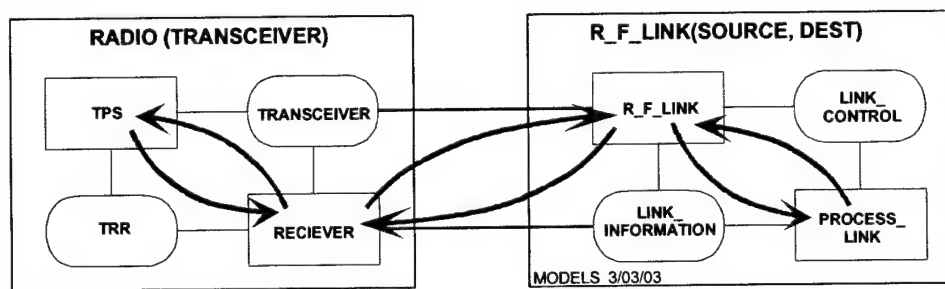 RADIO (TRANSCEIVER)
TPS
TRANSCEIVER
TRR
RECIEVER
R_F_LINK(SOURCE, DEST)
R_F_LINK
LINK_
CONTROL
LINK_
INFORMATION
PROCESS_
LINK
MODELS 3/03/03